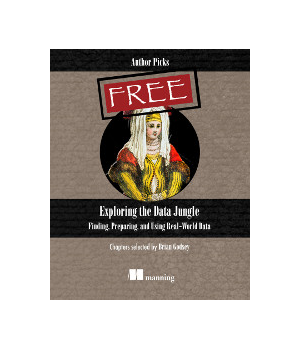 Author Picks
FREE
Exploring the Data Jungle
Finding, Preparing, and Using Real-World Data
Chapters selected by Brian Godsey
manning